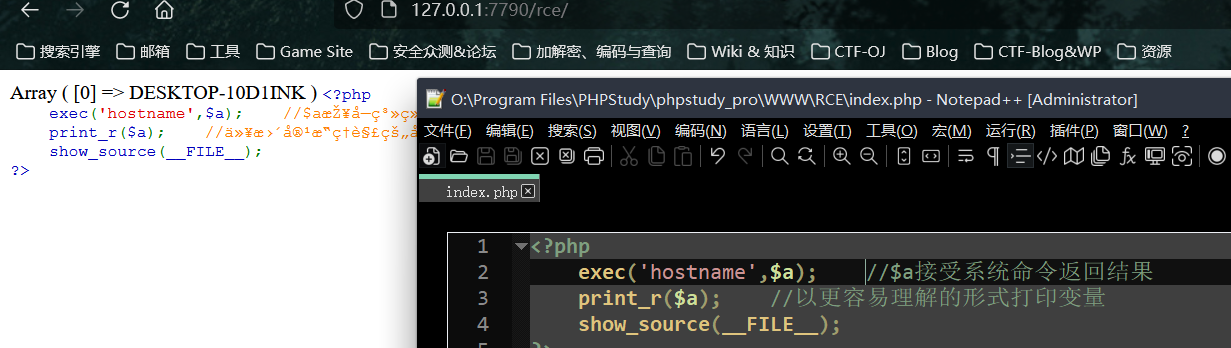 127.0.0.1:7790/rce/
搜索引擎 邮箱 工具 Game Site 安全众测&论坛 加解密、编码与查询 Wiki & 知识 CTF-OJ Blog CTF-Blog&WP 资源
Array ( [0] => DESKTOP-10D1INK ) <?php
exec('hostname',$a); //$a
print_r($a); //
show_source(__FILE__);
?>
O:\Program Files\PHPStudy\phpstudy_pro\WWW\RCE\index.php - Notepad++ [Administrator]
文件(F) 编辑(E) 搜索(S) 视图(V) 编码(N) 语言(L) 设置(T) 工具(O) 宏(M) 运行(R) 插件(P) 窗口(W) ?
index.php
1 <?php
2 exec('hostname',$a); //$a接受系统命令返回结果
3 print_r($a); //以更容易理解的形式打印变量
4 show_source(__FILE__);